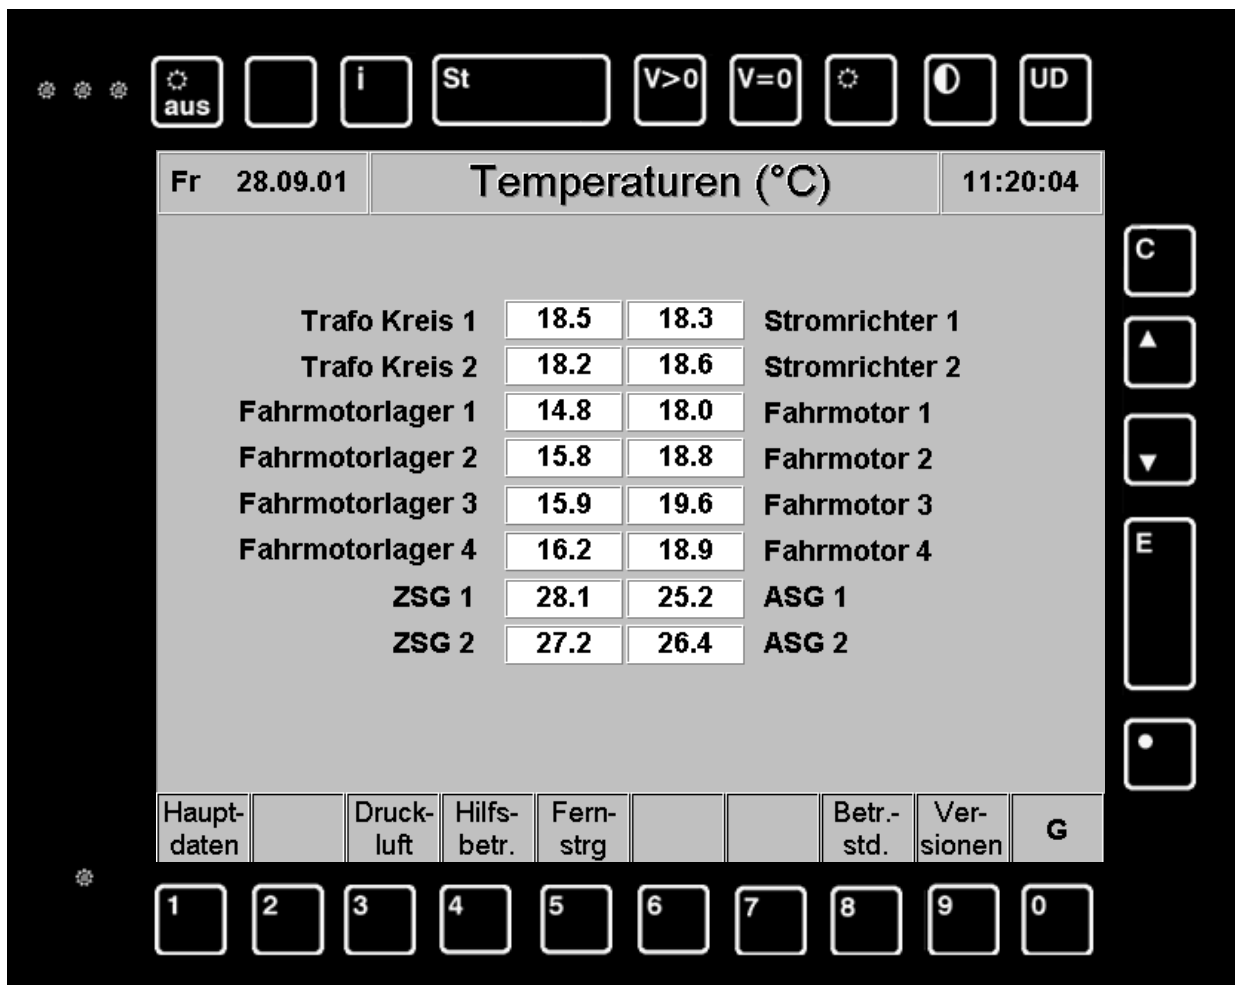 aus
i
St
V>0
V=0
UD
Fr 28.09.01 Temperaturen (°C) 11:20:04
C
Trafo Kreis 1 18.5 18.3 Stromrichter 1
Trafo Kreis 2 18.2 18.6 Stromrichter 2
Fahrmotorlager 1 14.8 18.0 Fahrmotor 1
Fahrmotorlager 2 15.8 18.8 Fahrmotor 2
Fahrmotorlager 3 15.9 19.6 Fahrmotor 3
Fahrmotorlager 4 16.2 18.9 Fahrmotor 4
E
ZSG 1 28.1 25.2 ASG 1
ZSG 2 27.2 26.4 ASG 2
Haupt-
daten
Druck-
luft
Hilfs-
betr.
Fern-
strg
Betr.-
std.
Ver-
sionen
G
1 2 3 4 5 6 7 8 9 0